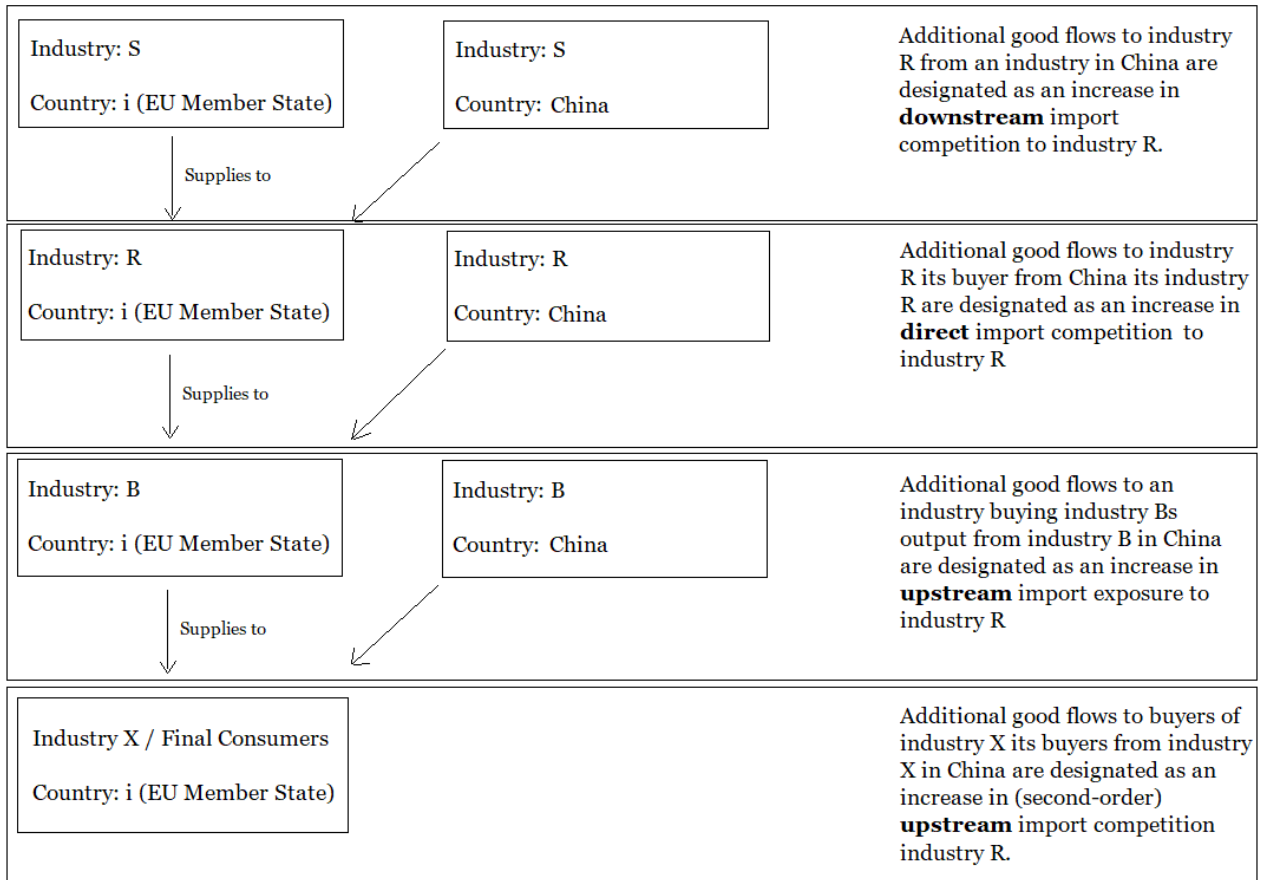 Industry: S
Country: i (EU Member State)
Industry: S
Country: China
Additional good flows to industry
R from an industry in China are
designated as an increase in
downstream import
competition to industry R.
Supplies to
Industry: R
Country: i (EU Member State)
Industry: R
Country: China
Additional good flows to industry
R its buyer from China its industry
R are designated as an increase in
direct import competition to
industry R
Supplies to
Industry: B
Country: i (EU Member State)
Industry: B
Country: China
Additional good flows to an
industry buying industry Bs
output from industry B in China
are designated as an increase in
upstream import exposure to
industry R
Supplies to
Industry X / Final Consumers
Country: i (EU Member State)
Additional good flows to buyers of
industry X its buyers from industry
X in China are designated as an
increase in (second-order)
upstream import competition
industry R.